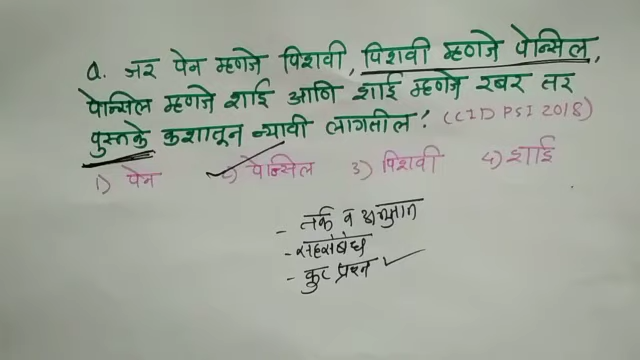 Q. जर पेन म्हणजे पिशवी, पिशवी म्हणजे पेन्सिल,
पेन्सिल म्हणजे शाई आणि शाई म्हणजे रबर तर
पुस्तके कशातून न्यावी लागतील! (CID PSI 2018)
1) पेन 2) पेन्सिल 3) पिशवी 4) शाई
- तर्क व अनुमान
- सहसंबंध
- कुट प्रश्न ✓